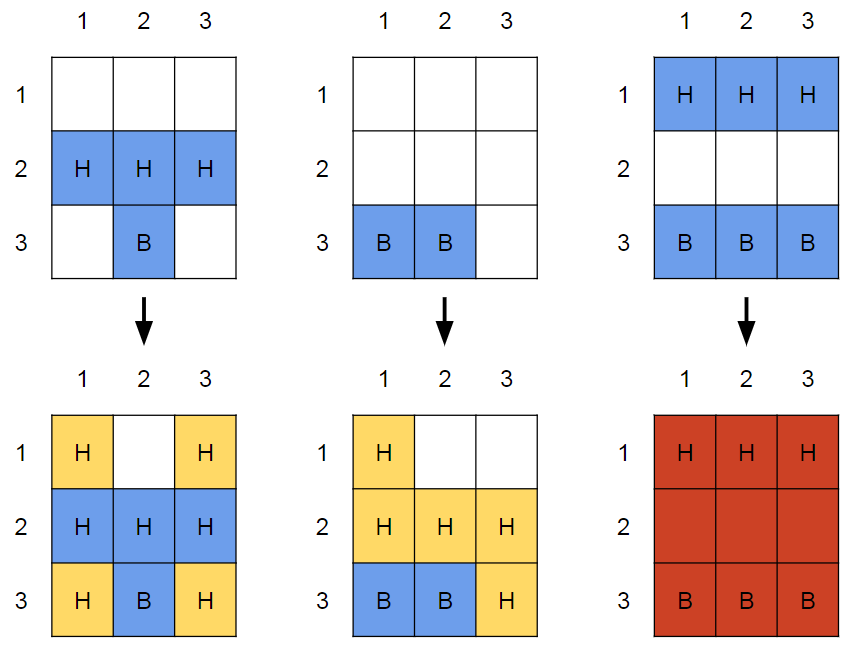 1 2 3 1 2 3 1 2 3
1 1 1 H H H
2 H H H 2 2
3 B 3 B B 3 B B B
1 2 3 1 2 3 1 2 3
1 H H 1 H 1 H H H
2 H H H 2 H H H 2
3 H B H 3 B B H 3 B B B